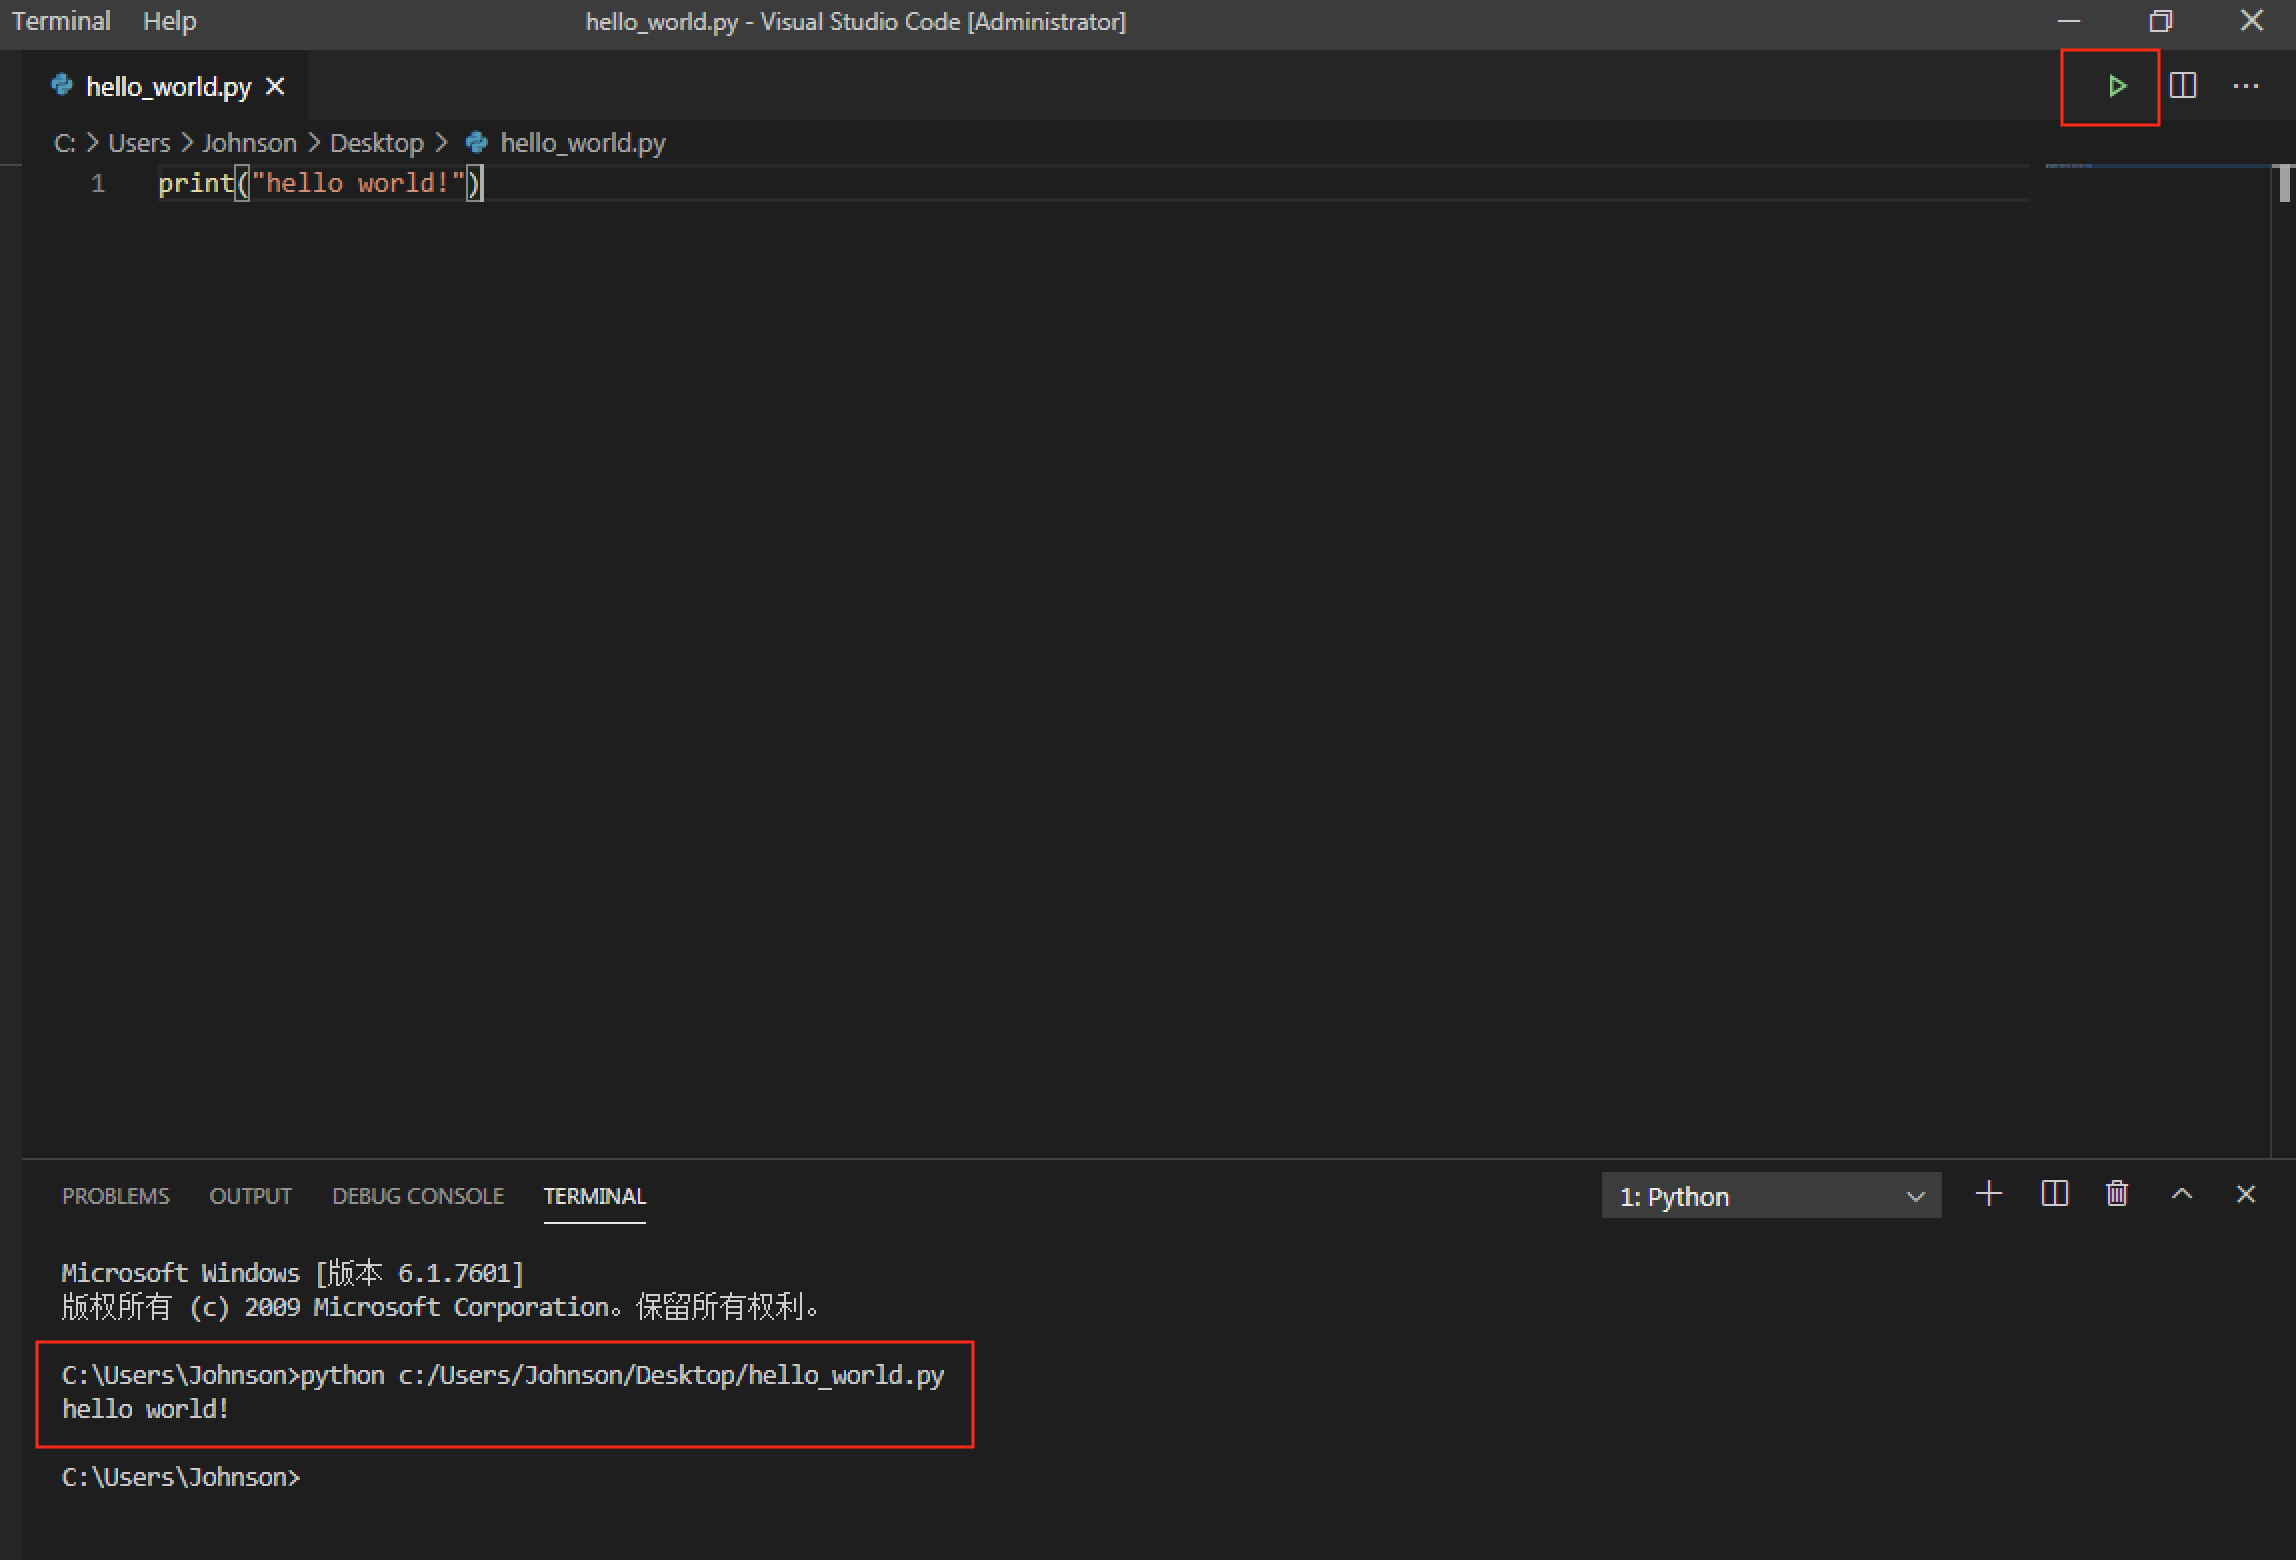 Terminal Help hello_world.py - Visual Studio Code [Administrator]
hello_world.py
C: > Users > Johnson > Desktop > hello_world.py
1 print("hello world!")
PROBLEMS OUTPUT DEBUG CONSOLE TERMINAL 1: Python
Microsoft Windows [版本 6.1.7601]
版权所有 (c) 2009 Microsoft Corporation。保留所有权利。
C:\Users\Johnson>python c:/Users/Johnson/Desktop/hello_world.py
hello world!
C:\Users\Johnson>